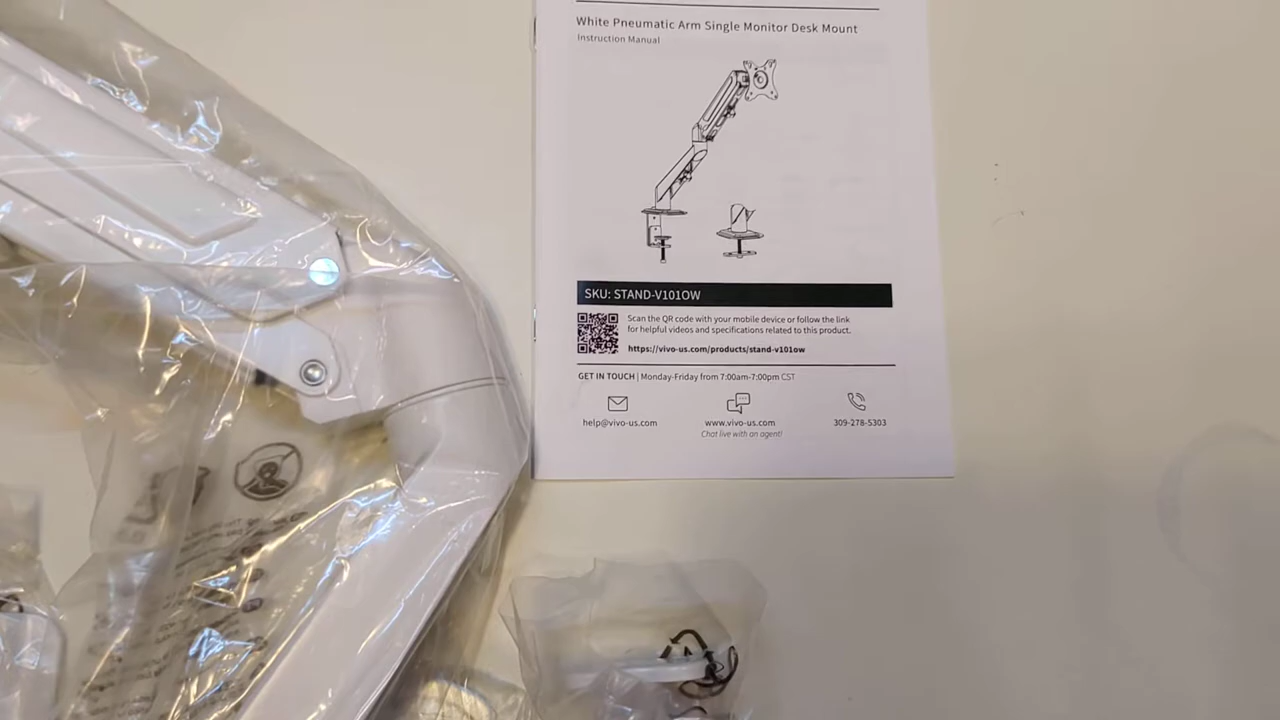 White Pneumatic Arm Single Monitor Desk Mount
Instruction Manual
SKU: STAND-V101OW
Scan the QR code with your mobile device or follow the link
for helpful videos and specifications related to this product.
https://vivo-us.com/products/stand-v101ow
GET IN TOUCH | Monday-Friday from 7:00am-7:00pm CST
help@vivo-us.com
www.vivo-us.com
309-278-5303
Chat live with an agent!